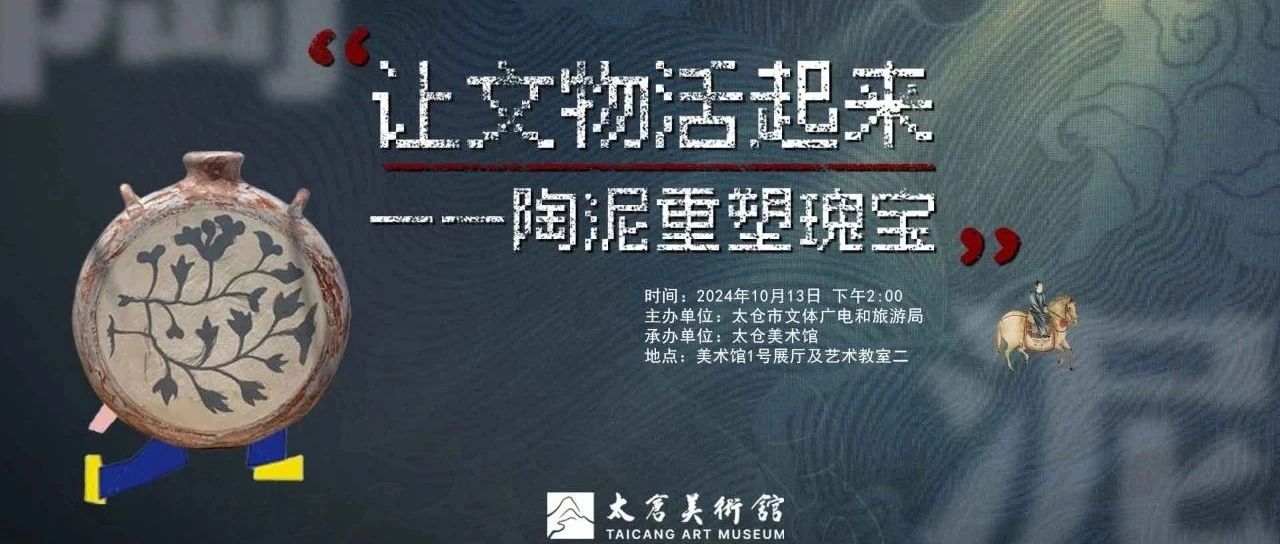 “让文物活起来
——陶泥重塑瑰宝”
时间：2024年10月13日 下午2:00
主办单位：太仓市文体广电和旅游局
承办单位：太仓美术馆
地点：美术馆1号展厅及艺术教室二
太倉美術館
TAICANG ART MUSEUM